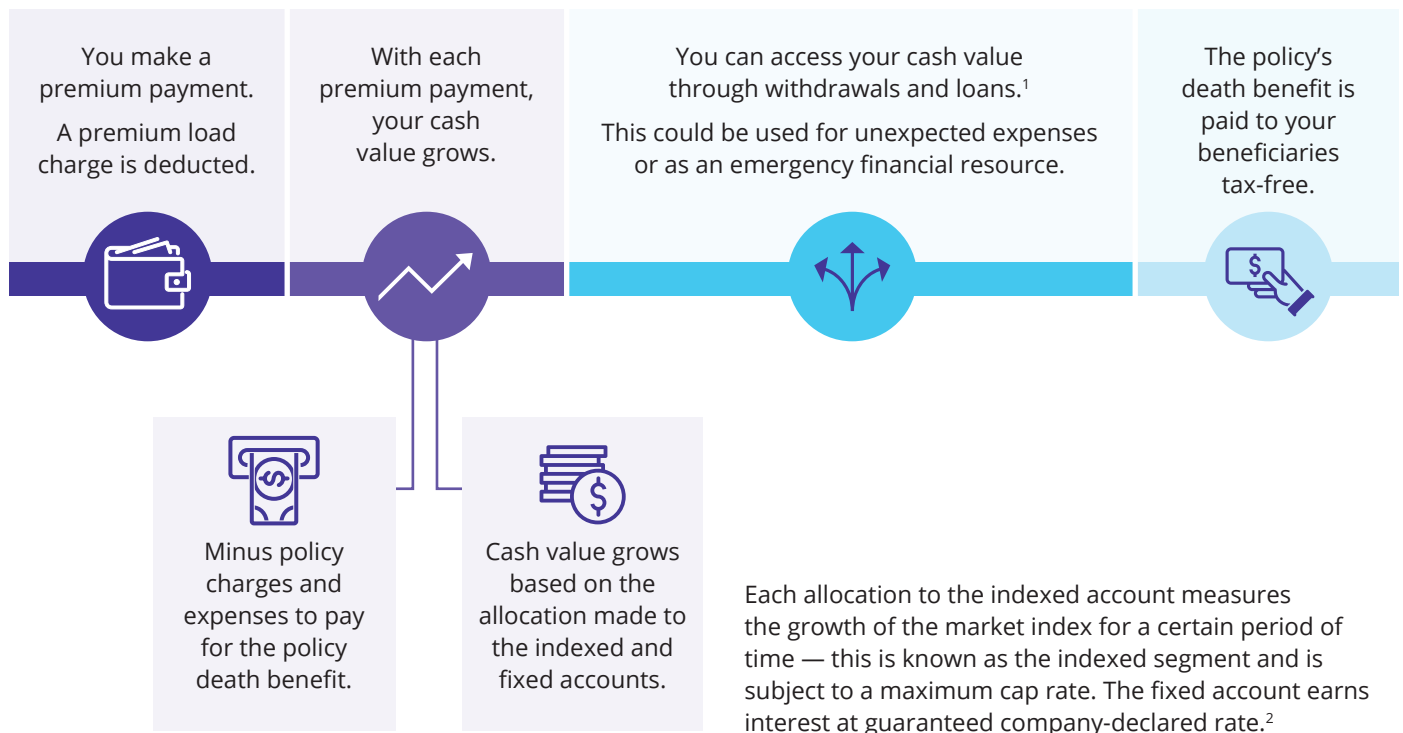 You make a
premium payment.
A premium load
charge is deducted.
With each
premium payment,
your cash
value grows.
You can access your cash value
through withdrawals and loans.¹
This could be used for unexpected expenses
or as an emergency financial resource.
The policy’s
death benefit is
paid to your
beneficiaries
tax-free.
$
$
Minus policy
charges and
expenses to pay
for the policy
death benefit.
$
Cash value grows
based on the
allocation made to
the indexed and
fixed accounts.
Each allocation to the indexed account measures
the growth of the market index for a certain period of
time — this is known as the indexed segment and is
subject to a maximum cap rate. The fixed account earns
interest at guaranteed company-declared rate.²